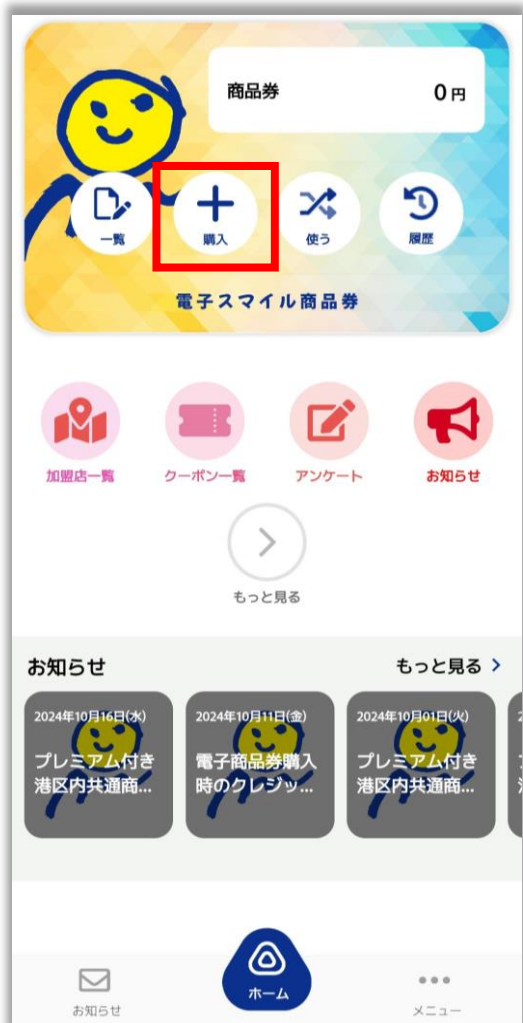 商品券 0円
一覧 購入 使う 履歴
電子スマイル商品券
加盟店一覧 クーポン一覧 アンケート お知らせ
もっと見る
お知らせ もっと見る
2024年10月16日(水) 2024年10月11日(金) 2024年10月01日(火)
プレミアム付き 電子商品券購入 プレミアム付き
港区内共通商... 時のクレジッ... 港区内共通商...
お知らせ ホーム メニュー